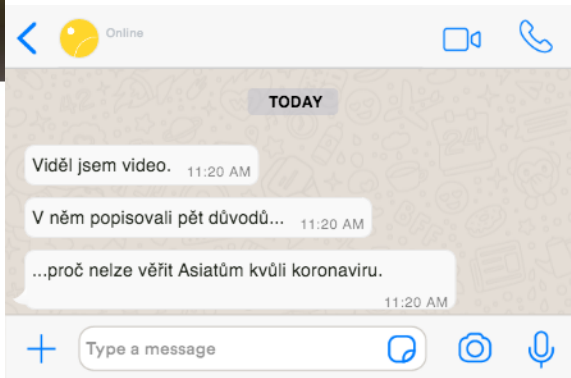 Online
TODAY
Viděl jsem video. 11:20 AM
V něm popisovali pět důvodů... 11:20 AM
...proč nelze věřit Asiatům kvůli koronaviru.
11:20 AM
Type a message